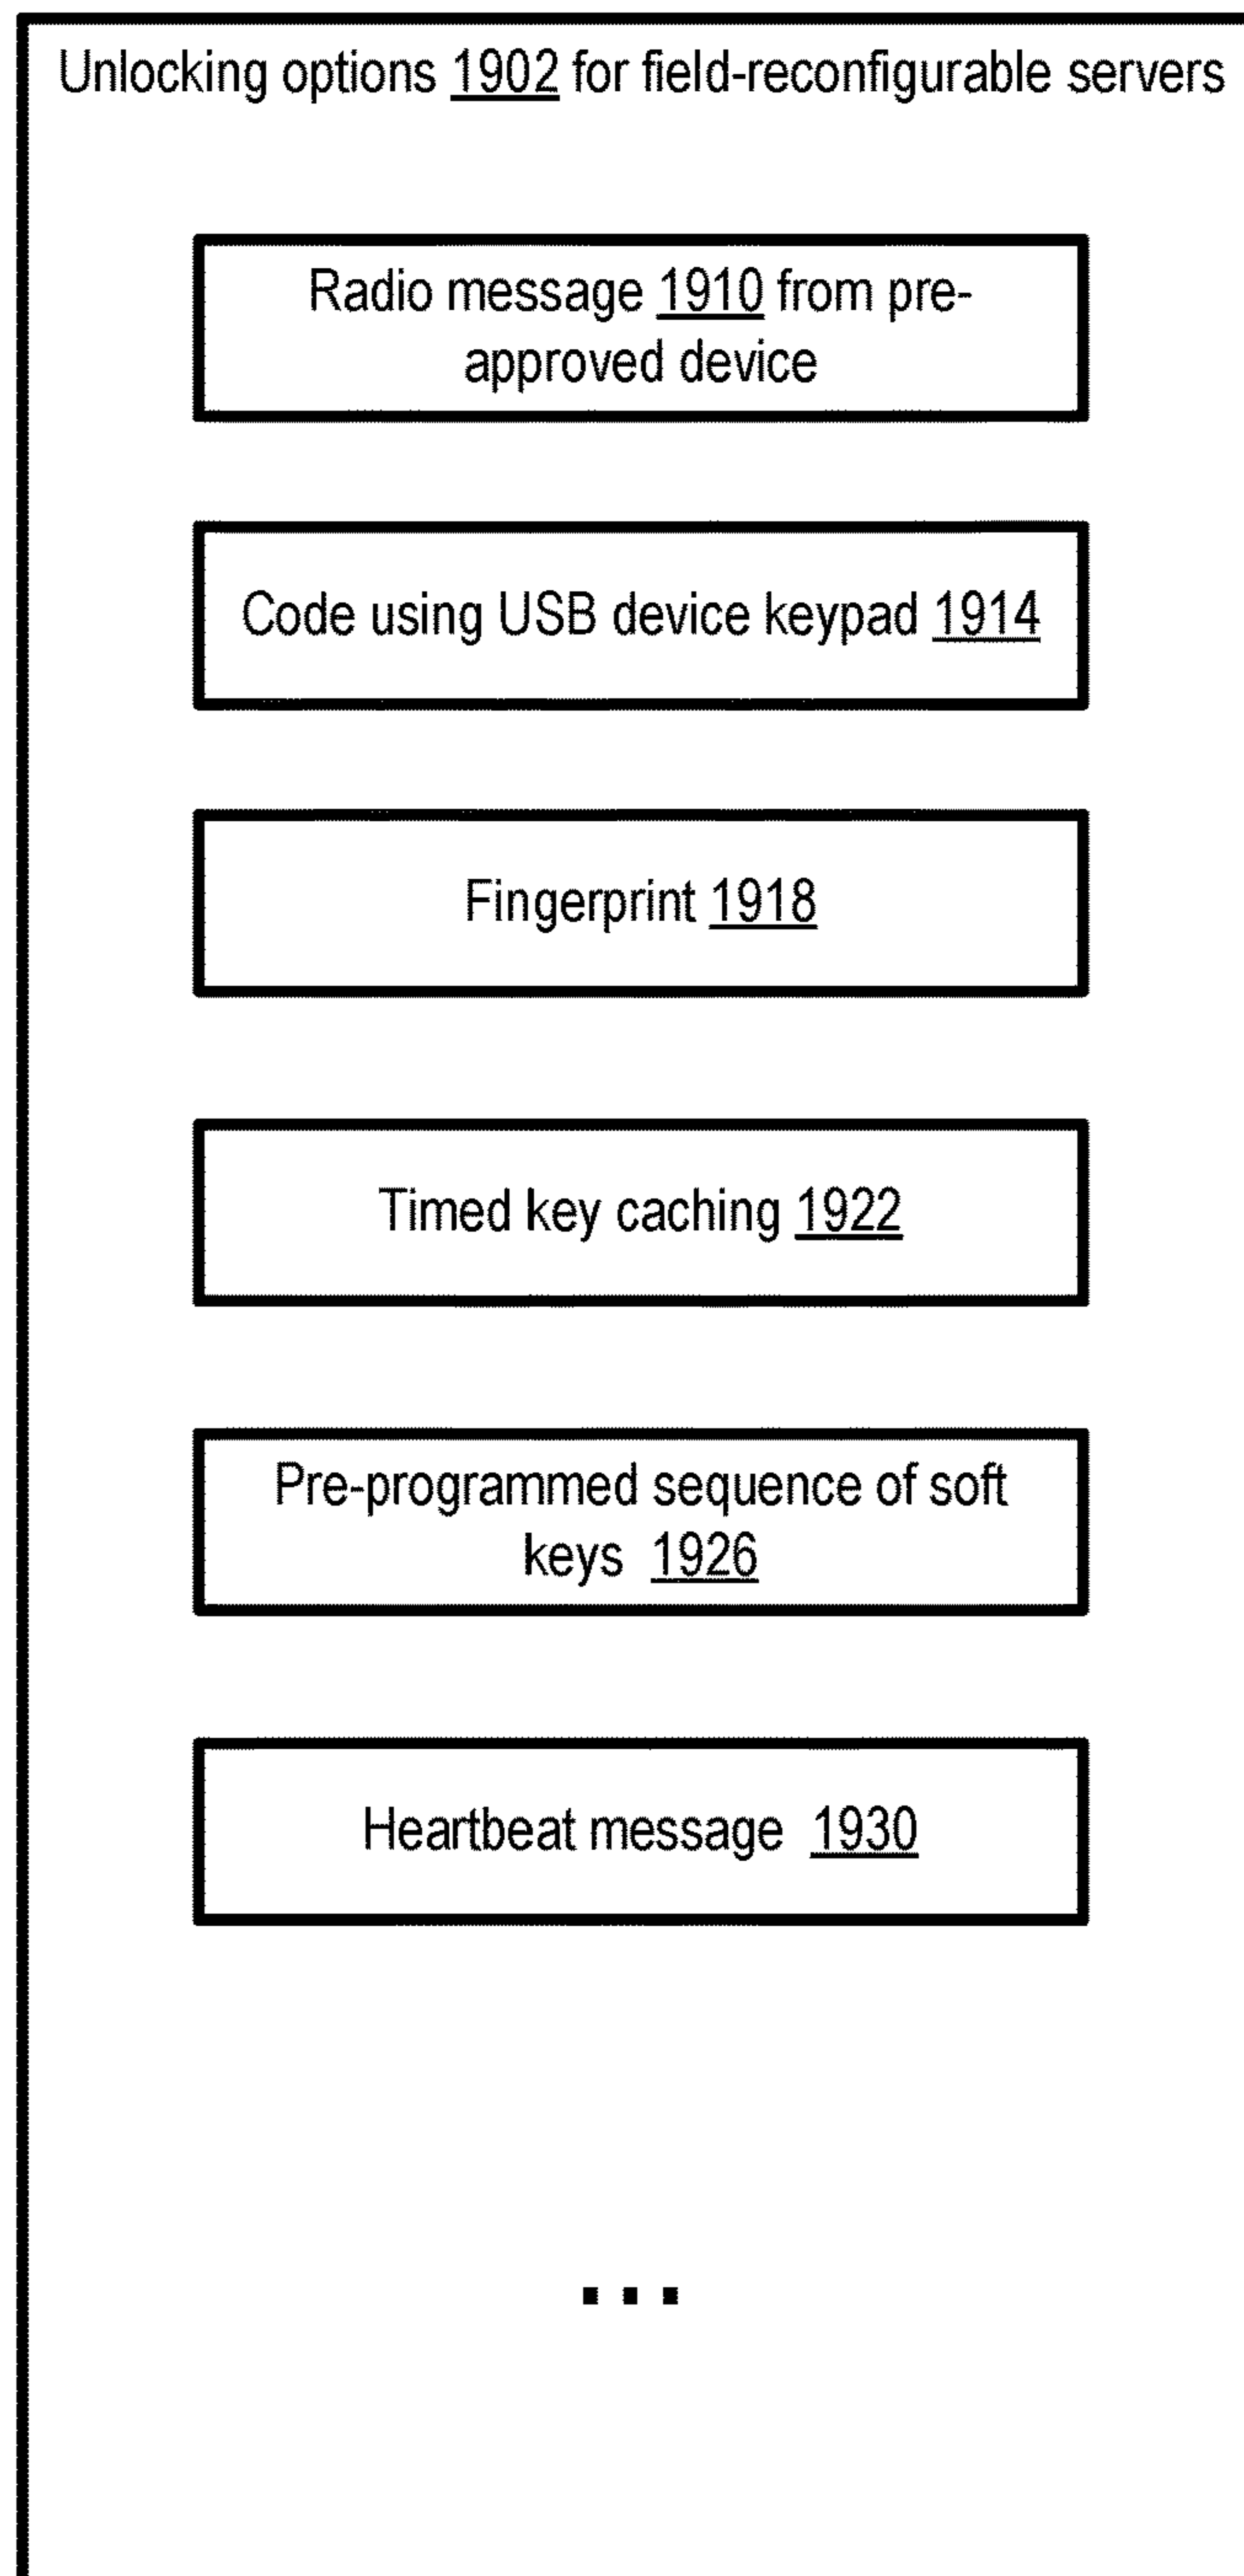 Unlocking options 1902 for field-reconfigurable servers
Radio message 1910 from pre-
approved device
Code using USB device keypad 1914
Fingerprint 1918
Timed key caching 1922
Pre-programmed sequence of soft
keys 1926
Heartbeat message 1930
...